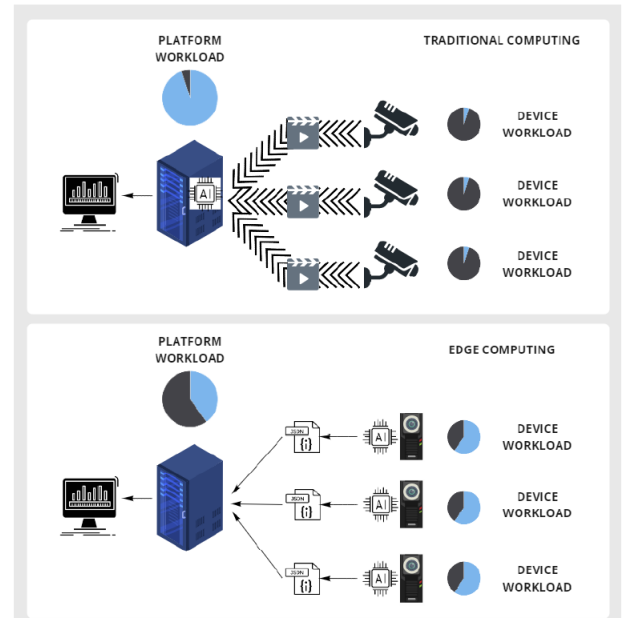 PLATFORM
WORKLOAD
TRADITIONAL COMPUTING
DEVICE
WORKLOAD
AI
DEVICE
WORKLOAD
DEVICE
WORKLOAD
PLATFORM
WORKLOAD
EDGE COMPUTING
JSON
{i}
AI
DEVICE
WORKLOAD
JSON
{i}
AI
DEVICE
WORKLOAD
JSON
{i}
AI
DEVICE
WORKLOAD